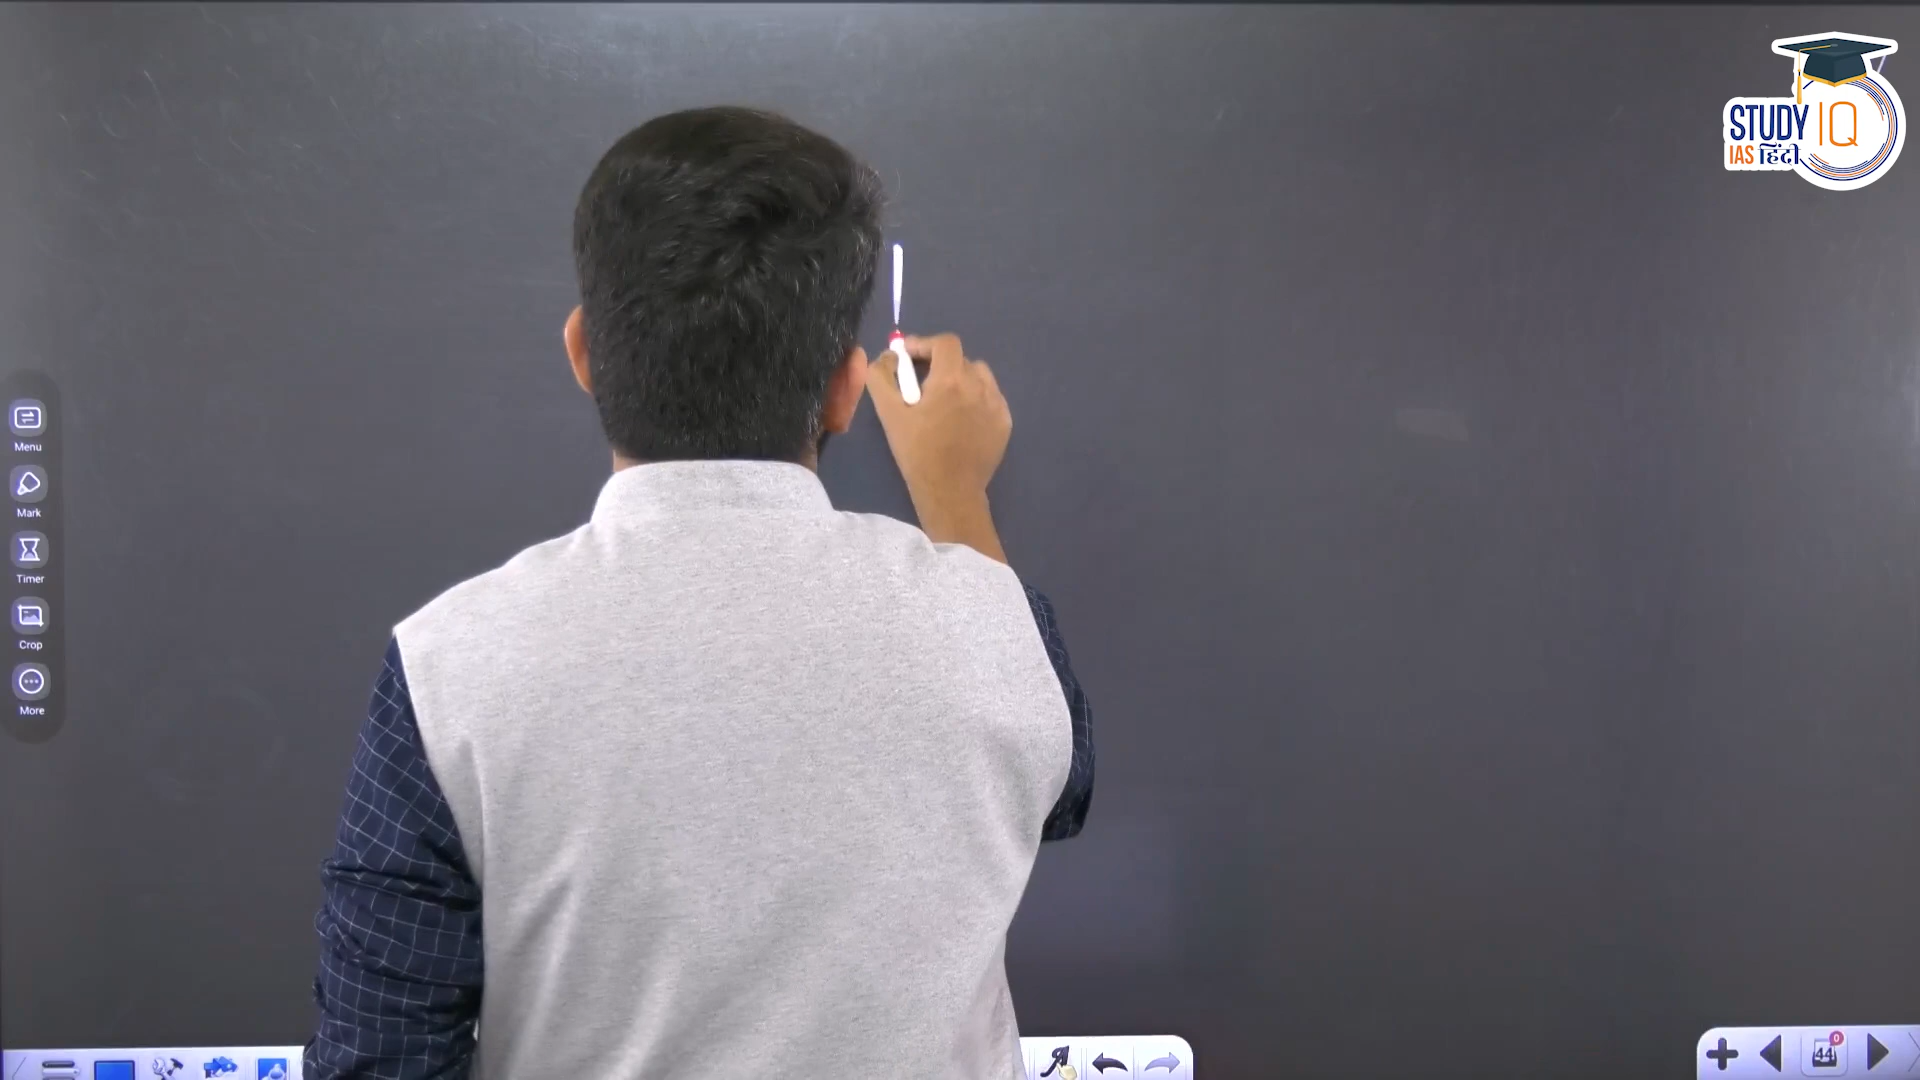 STUDY IQ
IAS हिंदी
Menu
Mark
Timer
Crop
More
44
0